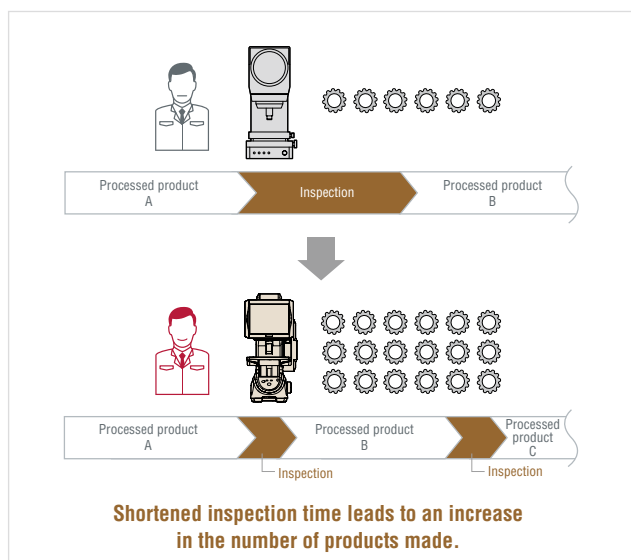 Processed product
A
Inspection
Processed product
B
Processed product
A
Processed product
B
Processed
product
C
Inspection
Inspection
Shortened inspection time leads to an increase
in the number of products made.